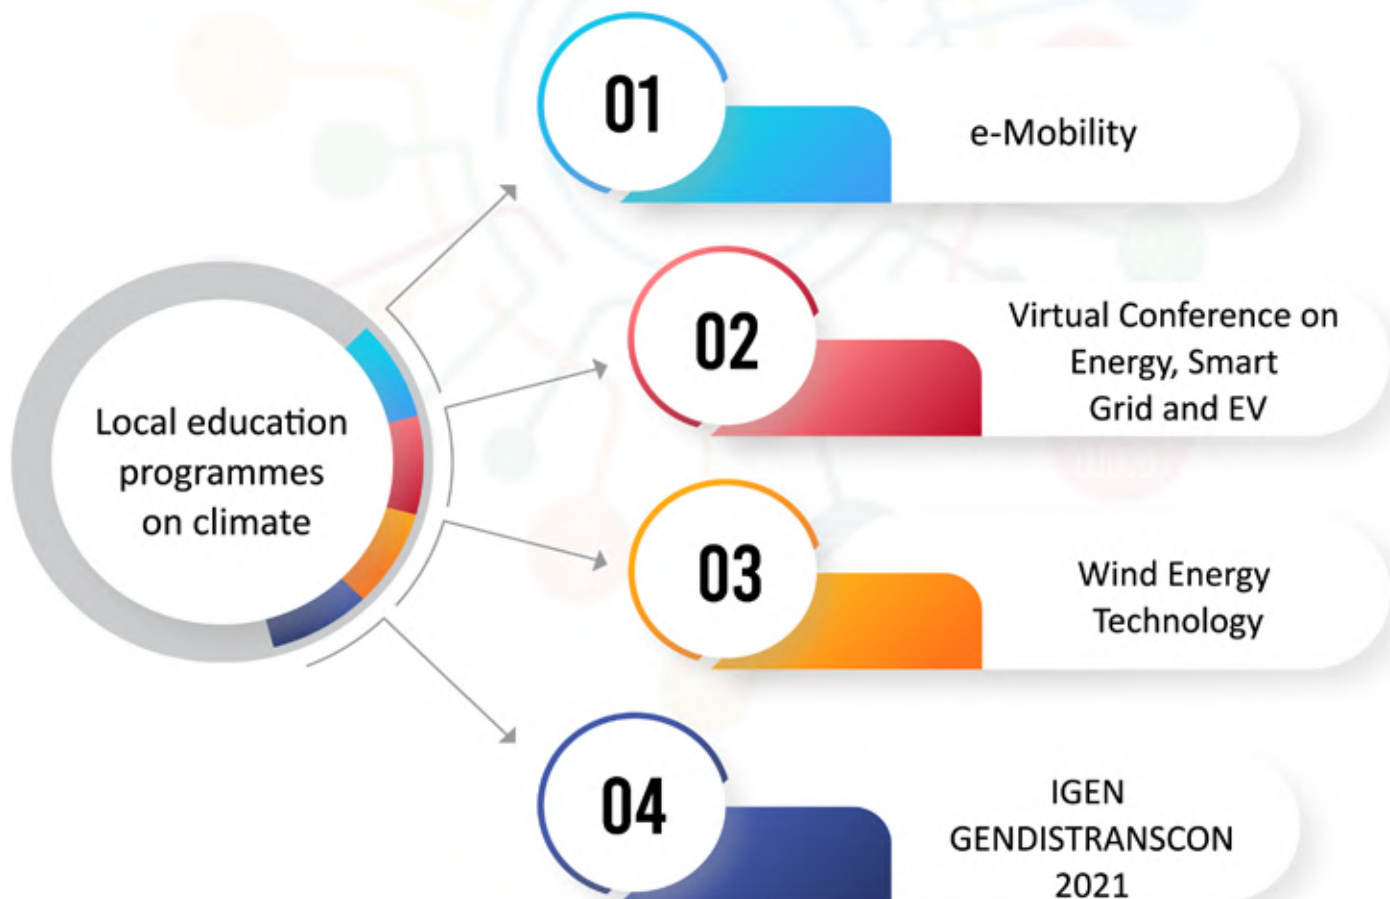 Local education
programmes
on climate
01
e-Mobility
02
Virtual Conference on
Energy, Smart
Grid and EV
03
Wind Energy
Technology
04
IGEN
GENDISTRANSCON
2021